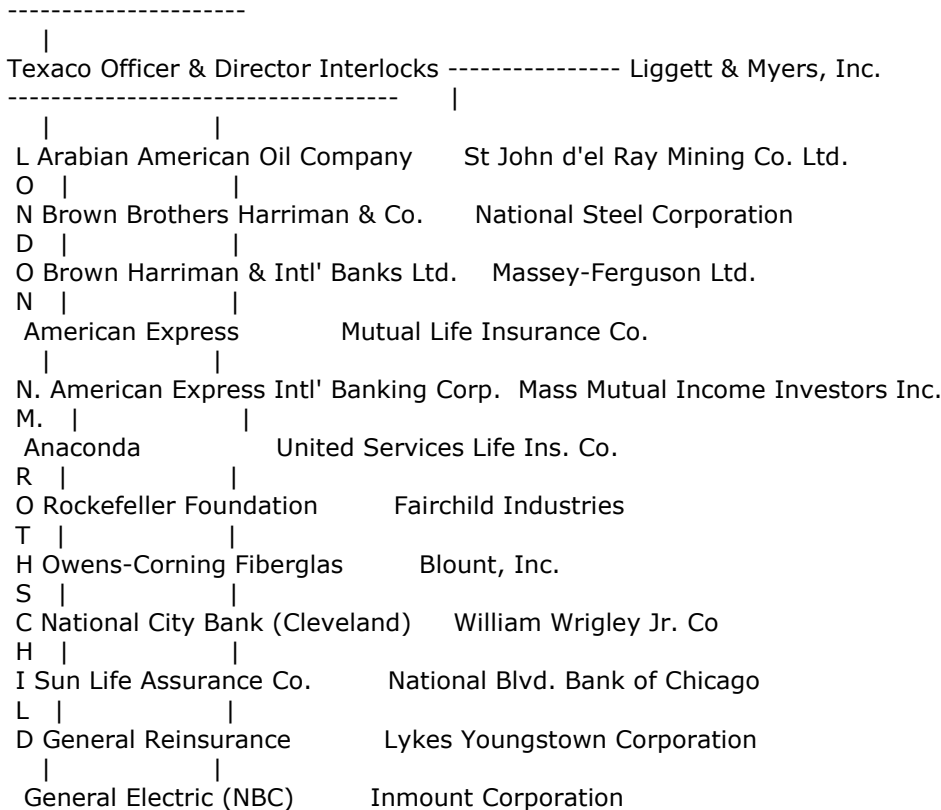 ----------------------
|
Texaco Officer & Director Interlocks ---------------- Liggett & Myers, Inc.
------------------------------------ |
| |
L Arabian American Oil Company St John d'el Ray Mining Co. Ltd.
O | |
N Brown Brothers Harriman & Co. National Steel Corporation
D | |
O Brown Harriman & Intl' Banks Ltd. Massey-Ferguson Ltd.
N | |
American Express Mutual Life Insurance Co.
| |
N. American Express Intl' Banking Corp. Mass Mutual Income Investors Inc.
M. | |
Anaconda United Services Life Ins. Co.
R | |
O Rockefeller Foundation Fairchild Industries
T | |
H Owens-Corning Fiberglas Blount, Inc.
S | |
C National City Bank (Cleveland) William Wrigley Jr. Co
H | |
I Sun Life Assurance Co. National Blvd. Bank of Chicago
L | |
D General Reinsurance Lykes Youngstown Corporation
| |
General Electric (NBC) Inmount Corporation